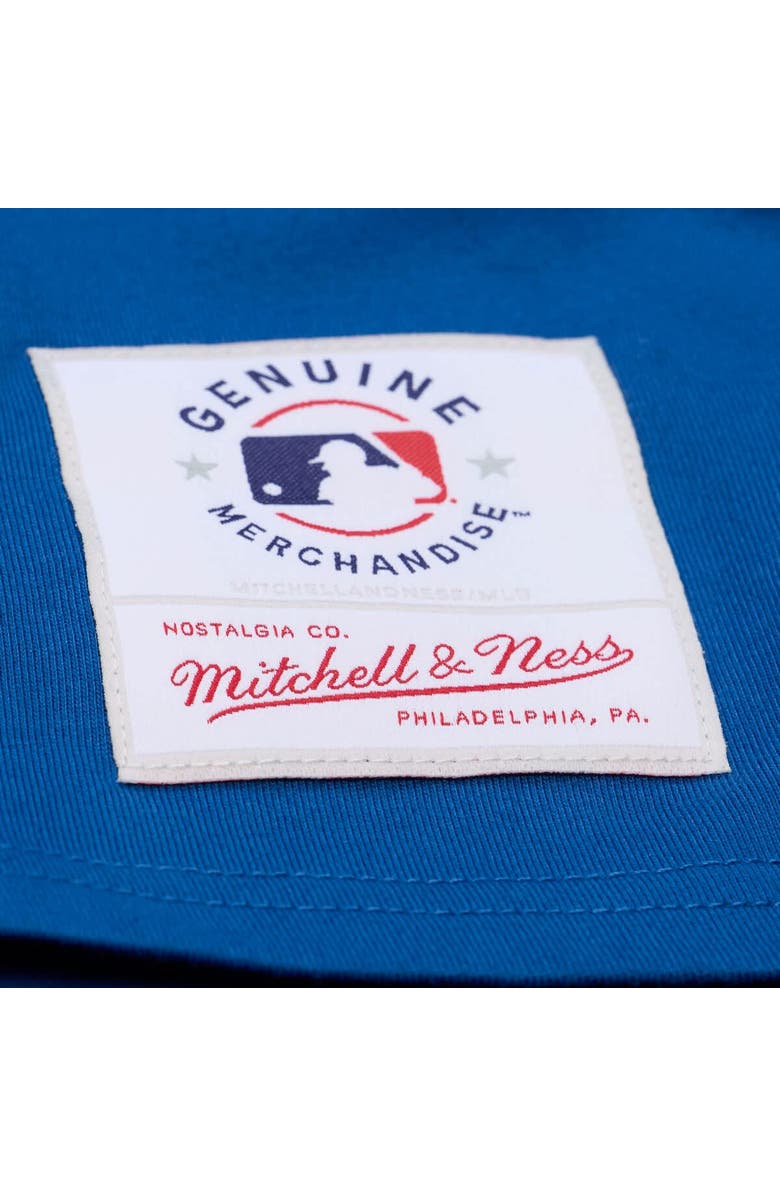 GENUINE
MERCHANDISE™
MITCHELLANDNESS/MLB
NOSTALGIA CO.
Mitchell & Ness
PHILADELPHIA, PA.